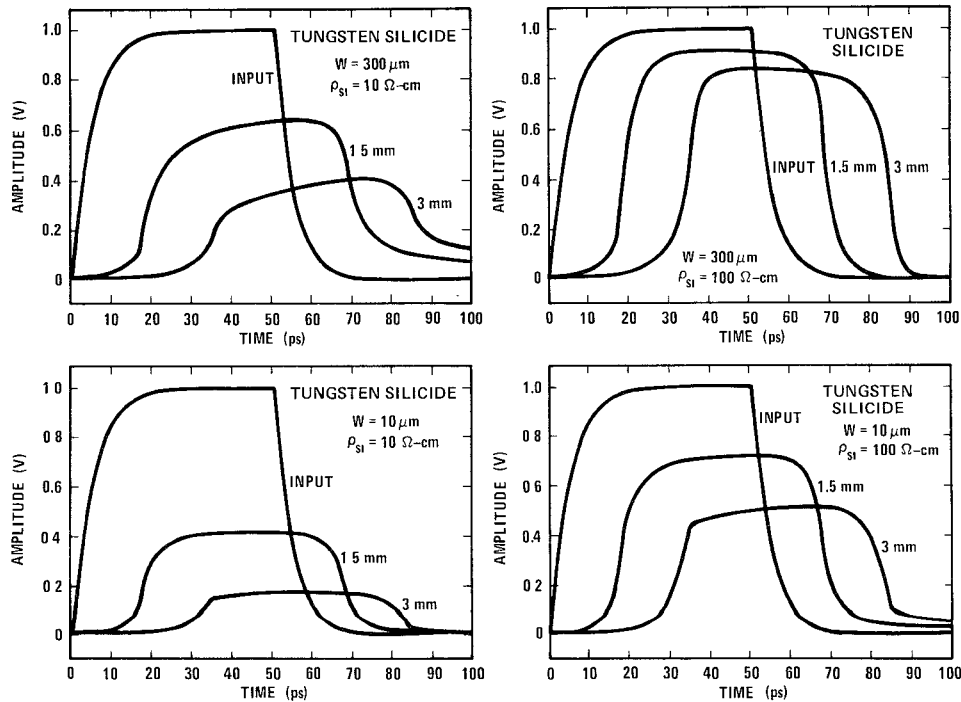 TUNGSTEN SILICIDE
W = 300 μm
ρSI = 10 Ω-cm
INPUT
1 5 mm
3 mm
AMPLITUDE (V)
1.0
0 8
0.6
0.4
0.2
0
0 10 20 30 40 50 60 70 80 90 100
TIME (ps)
TUNGSTEN
SILICIDE
INPUT
1.5 mm
3 mm
W = 300 μm
ρSI = 100 Ω-cm
AMPLITUDE (V)
1.0
0 8
0.6
0.4
0.2
0
0 10 20 30 40 50 60 70 80 90 100
TIME (ps)
TUNGSTEN SILICIDE
W = 10 μm
ρSI = 10 Ω-cm
INPUT
1 5 mm
3 mm
AMPLITUDE (V)
1.0
0 8
0.6
0.4
0.2
0
0 10 20 30 40 50 60 70 80 90 100
TIME (ps)
TUNGSTEN
SILICIDE
INPUT
W = 10 μm
ρSI = 100 Ω-cm
1.5 mm
3 mm
AMPLITUDE (V)
1.0
0 8
0.6
0.4
0.2
0
0 10 20 30 40 50 60 70 80 90 100
TIME (ps)